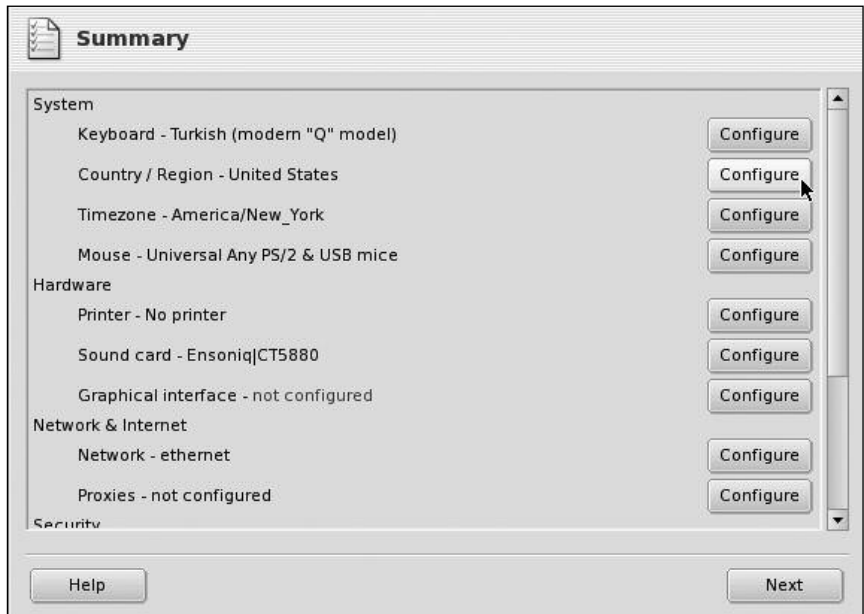 Summary
System
Keyboard - Turkish (modern "Q" model)
Configure
Country / Region - United States
Configure
Timezone - America/New_York
Configure
Mouse - Universal Any PS/2 & USB mice
Configure
Hardware
Printer - No printer
Configure
Sound card - Ensoniq|CT5880
Configure
Graphical interface - not configured
Configure
Network & Internet
Network - ethernet
Configure
Proxies - not configured
Configure
Security
Help
Next